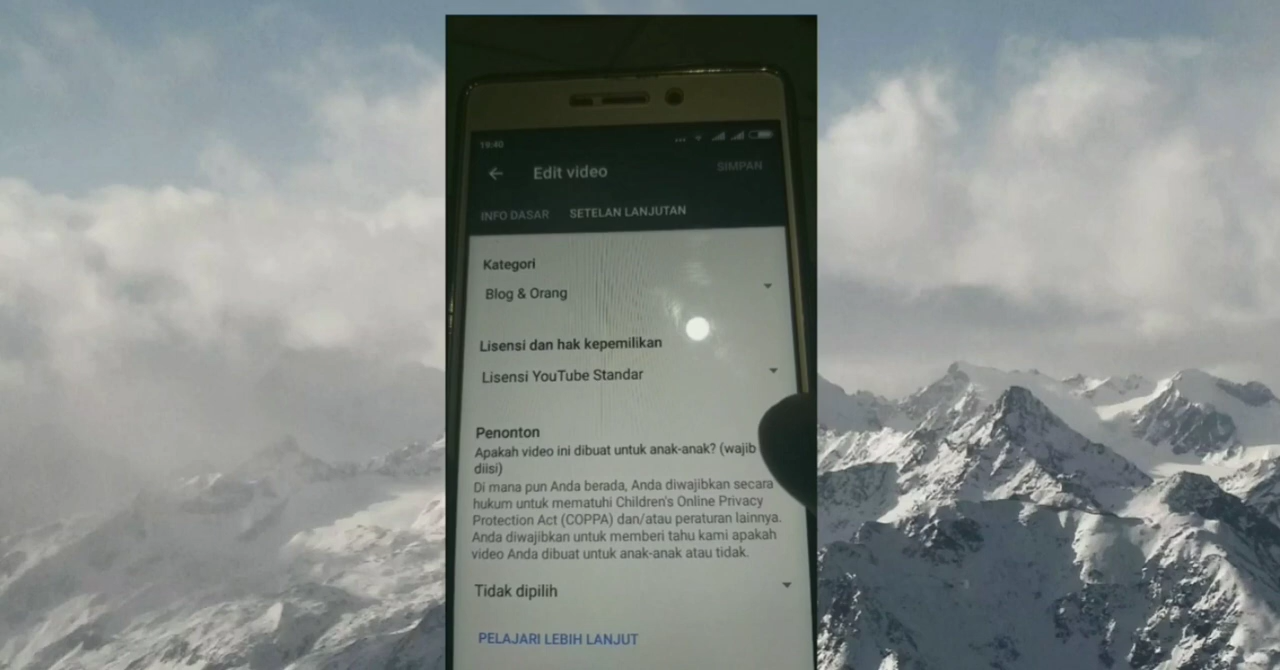 19:40
Edit video
SIMPAN
INFO DASAR
SETELAN LANJUTAN
Kategori
Blog & Orang
Lisensi dan hak kepemilikan
Lisensi YouTube Standar
Penonton
Apakah video ini dibuat untuk anak-anak? (wajib
diisi)
Di mana pun Anda berada, Anda diwajibkan secara
hukum untuk mematuhi Children's Online Privacy
Protection Act (COPPA) dan/atau peraturan lainnya.
Anda diwajibkan untuk memberi tahu kami apakah
video Anda dibuat untuk anak-anak atau tidak.
Tidak dipilih
PELAJARI LEBIH LANJUT